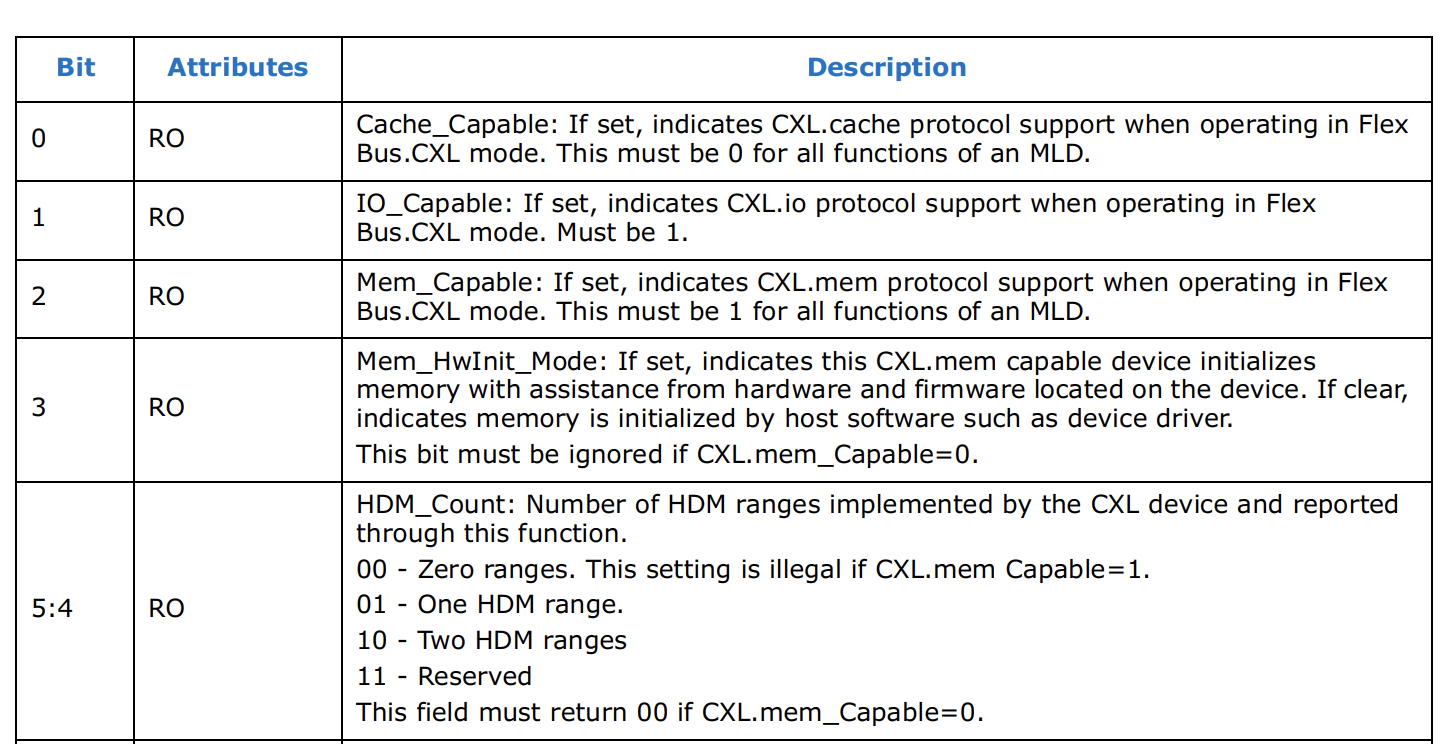 Bit Attributes Description
0 RO Cache_Capable: If set, indicates CXL.cache protocol support when operating in Flex
Bus.CXL mode. This must be 0 for all functions of an MLD.
1 RO IO_Capable: If set, indicates CXL.io protocol support when operating in Flex
Bus.CXL mode. Must be 1.
2 RO Mem_Capable: If set, indicates CXL.mem protocol support when operating in Flex
Bus.CXL mode. This must be 1 for all functions of an MLD.
3 RO Mem_HwInit_Mode: If set, indicates this CXL.mem capable device initializes
memory with assistance from hardware and firmware located on the device. If clear,
indicates memory is initialized by host software such as device driver.
This bit must be ignored if CXL.mem_Capable=0.
5:4 RO HDM_Count: Number of HDM ranges implemented by the CXL device and reported
through this function.
00 - Zero ranges. This setting is illegal if CXL.mem Capable=1.
01 - One HDM range.
10 - Two HDM ranges
11 - Reserved
This field must return 00 if CXL.mem_Capable=0.